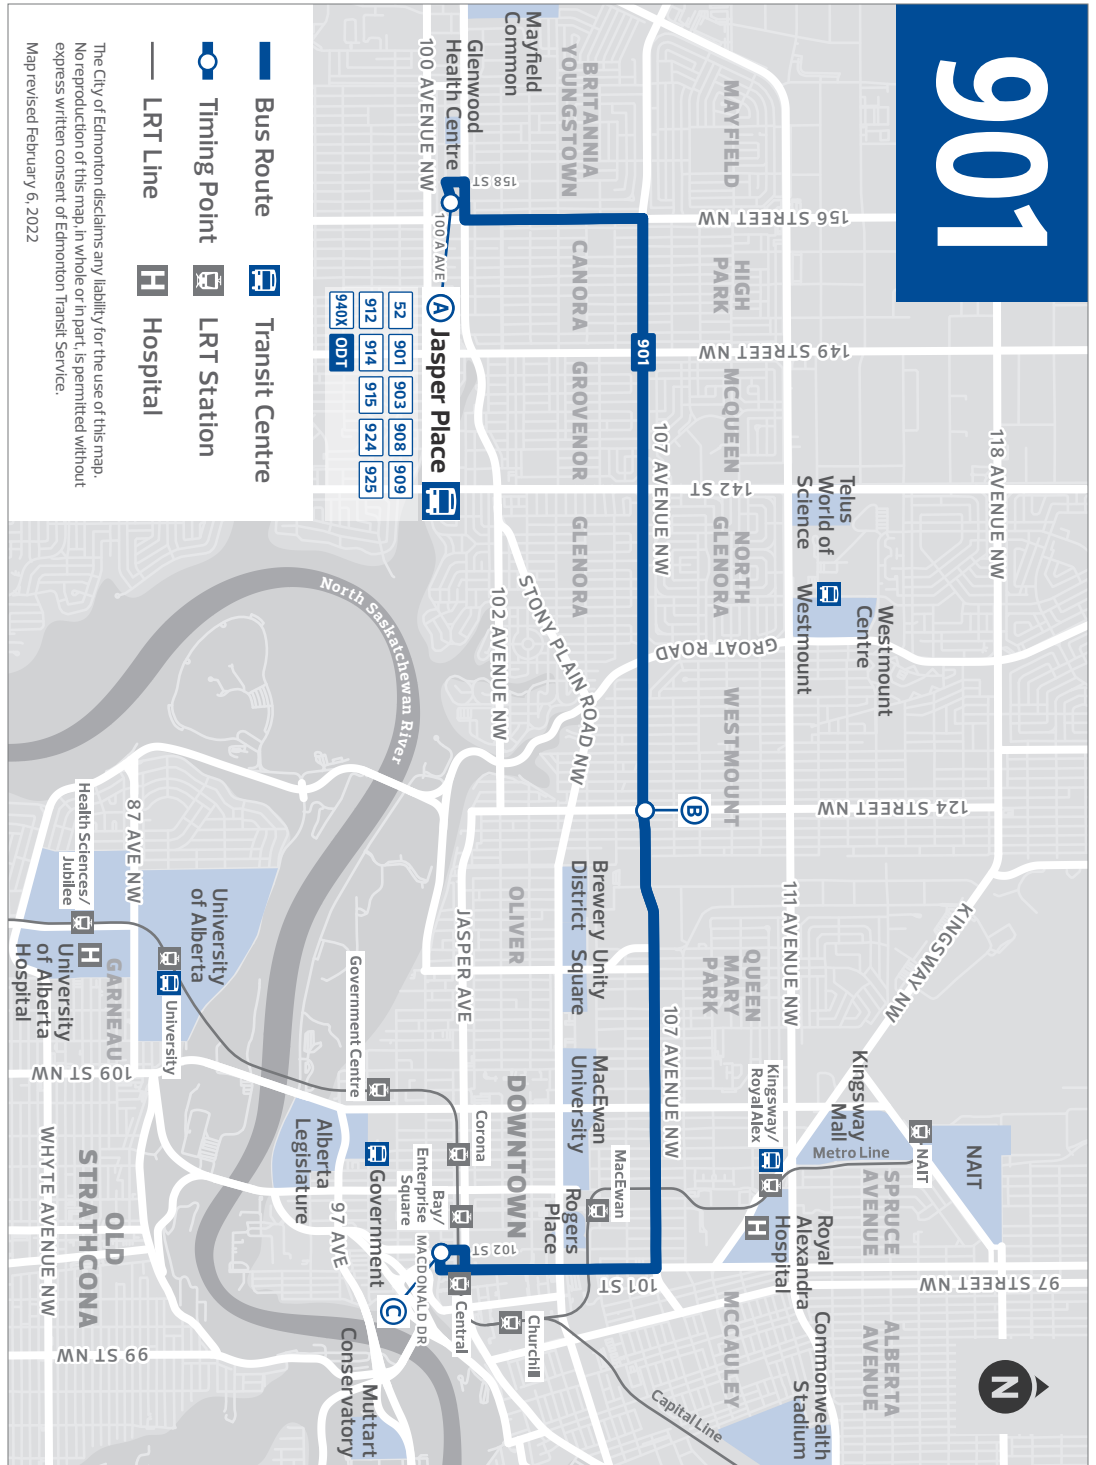 901
Bus Route
Timing Point
LRT Line
Transit Centre
LRT Station
H
Hospital
The City of Edmonton disclaims any liability for the use of this map.
No reproduction of this map, in whole or in part, is permitted without
express written consent of Edmonton Transit Service.
Map revised February 6, 2022
118 AVENUE NW
KINGSWAY NW
97 STREET NW
N
NAIT
NAIT
Metro Line
SPRUCE
AVENUE
ALBERTA
AVENUE
Westmount
Centre
Westmount
Telus
World of
Science
Kingsway
Mall
Royal
Alexandra
Hospital
H
Commonwealth
Stadium
111 AVENUE NW
Kingsway/
Royal Alex
MAYFIELD
156 STREET NW
HIGH
PARK
149 STREET NW
MCQUEEN
142 ST
NORTH
GLENORA
GROAT ROAD
WESTMOUNT
124 STREET NW
B
QUEEN
MARY
PARK
MCCAULEY
Capital Line
901
107 AVENUE NW
107 AVENUE NW
101 ST
BRITANNIA
YOUNGSTOWN
CANORA
GROVENOR
GLENORA
STONY PLAIN ROAD NW
Brewery
District
Unity
Square
MacEwan
University
MacEwan
Rogers
Place
Churchill
Mayfield
Common
Glenwood
Health Centre
158 ST
100 AVENUE NW
100 A AVE
A
Jasper Place
52
901
903
908
909
912
914
915
924
925
940X
ODT
102 AVENUE NW
OLIVER
DOWNTOWN
102 ST
JASPER AVE
Corona
Bay/
Enterprise
Square
Central
MACDONALD DR
C
Government Centre
Government
Alberta
Legislature
97 AVE
Muttart
Conservatory
North Saskatchewan River
University
of Alberta
University
87 AVE NW
Health Sciences/
Jubilee
H
University
of Alberta
Hospital
GARNEAU
109 ST NW
WHYTE AVENUE NW
OLD
STRATHCONA
99 ST NW